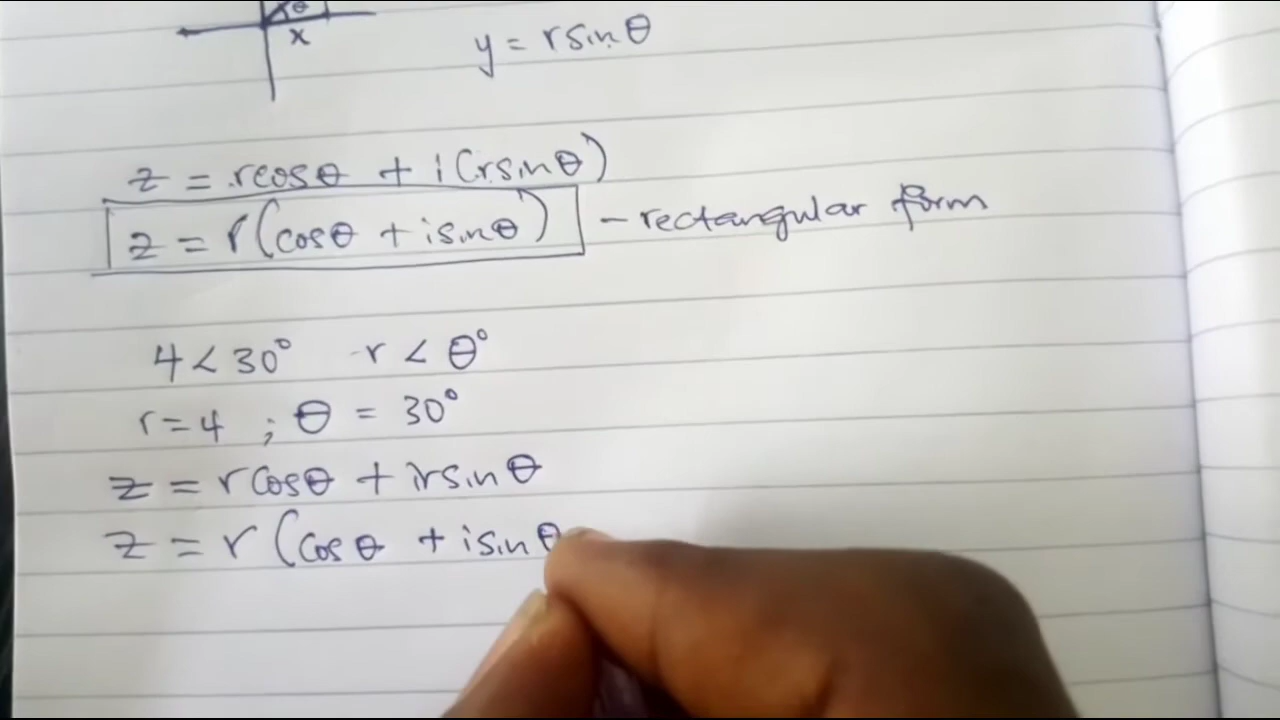 θ
x
y = r sin θ
z = r cos θ + i (r sin θ)
z = r (cos θ + i sin θ) - rectangular form
4 < 30° r < θ°
r = 4 ; θ = 30°
z = r cos θ + i r sin θ
z = r (cos θ + i sin θ